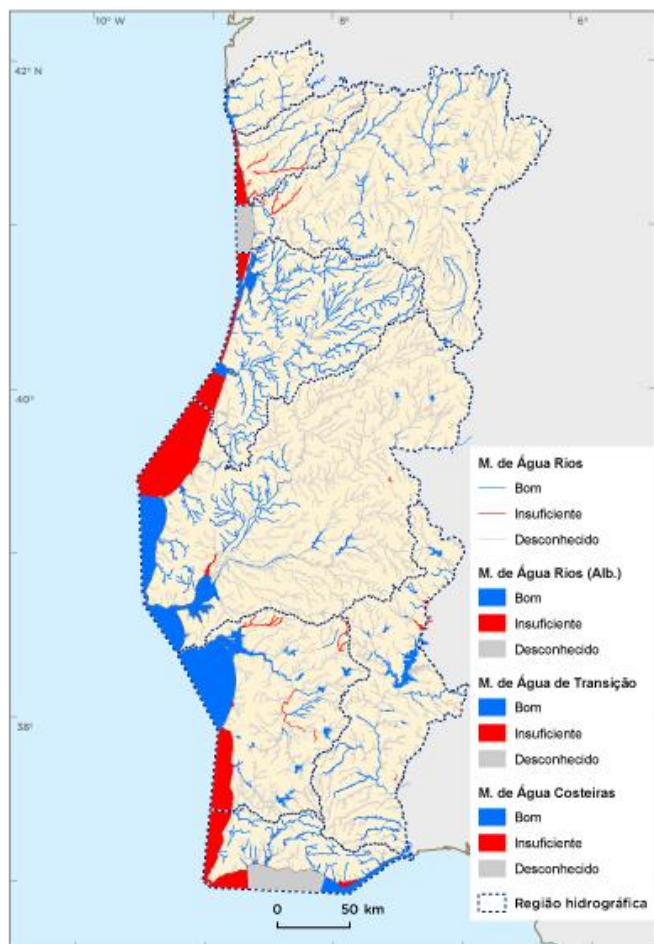 10° W
8°
6°
42° N
40°
38°
M. de Água Rios
Bom
Insuficiente
Desconhecido
M. de Água Rios (Alb.)
Bom
Insuficiente
Desconhecido
M. de Água de Transição
Bom
Insuficiente
Desconhecido
M. de Água Costeiras
Bom
Insuficiente
Desconhecido
Região hidrográfica
0 50 km